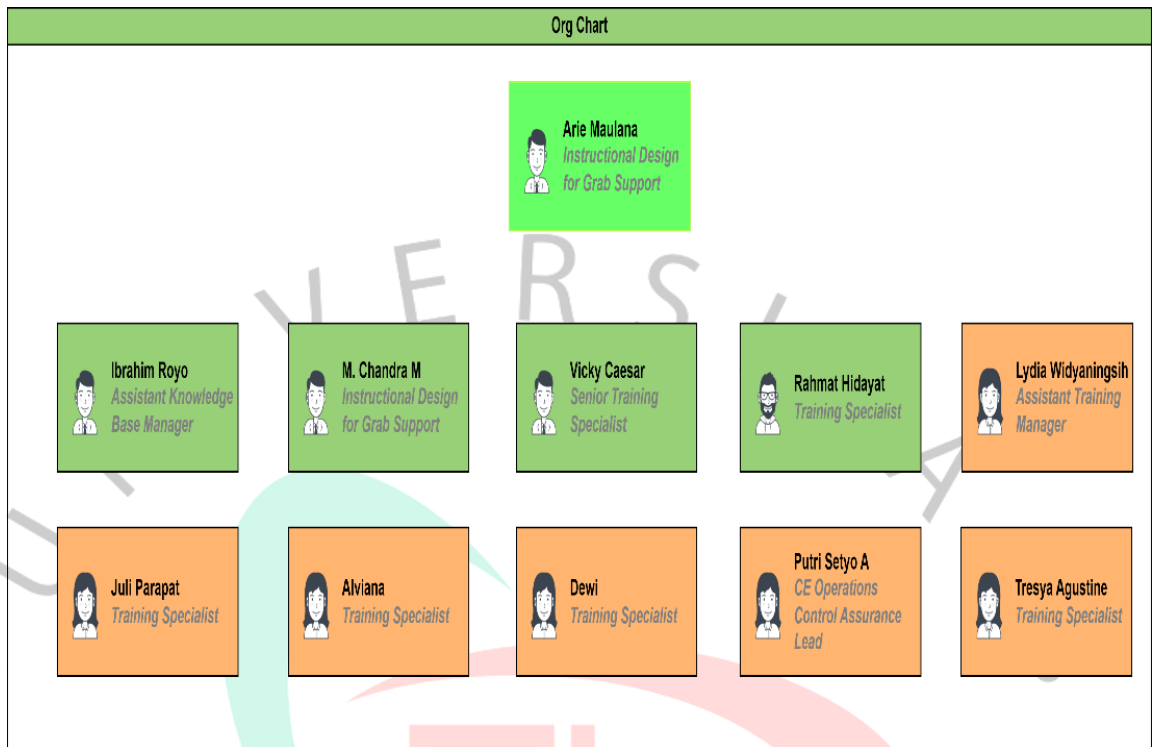 Org Chart
Arie Maulana
Instructional Design
for Grab Support
Ibrahim Royo
Assistant Knowledge
Base Manager
M. Chandra M
Instructional Design
for Grab Support
Vicky Caesar
Senior Training
Specialist
Rahmat Hidayat
Training Specialist
Lydia Widyaningsih
Assistant Training
Manager
Juli Parapat
Training Specialist
Alviana
Training Specialist
Dewi
Training Specialist
Putri Setyo A
CE Operations
Control Assurance
Lead
Tresya Agustine
Training Specialist